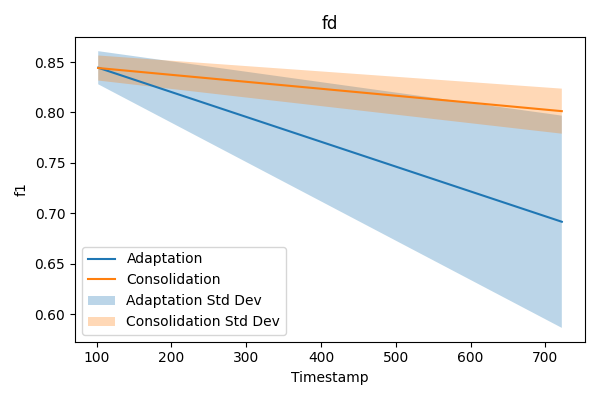 fd
f1
0.85
0.80
0.75
0.70
0.65
0.60
Adaptation
Consolidation
Adaptation Std Dev
Consolidation Std Dev
100 200 300 400 500 600 700
Timestamp